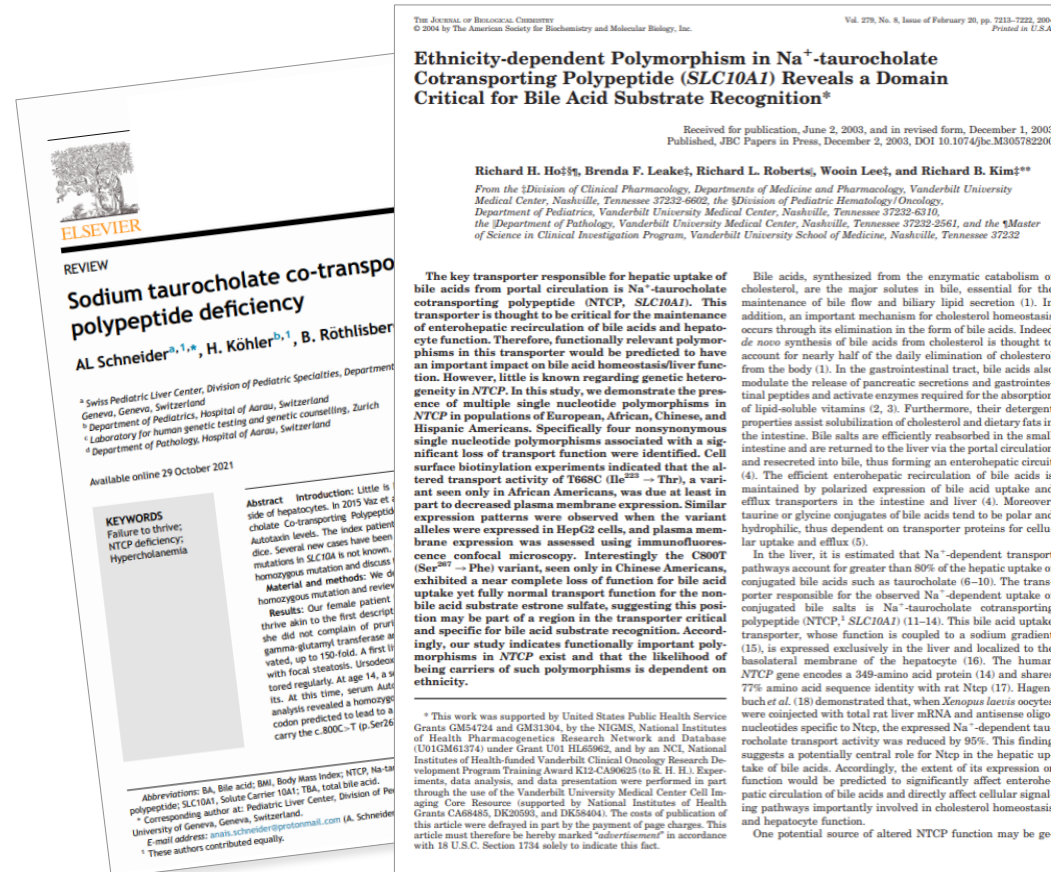 ELSEVIER
REVIEW
Sodium taurocholate co-transpo
polypeptide deficiency
AL Schneider a,1,*, H. Köhler b,1, B. Röthlisber
a Swiss Pediatric Liver Center, Division of Pediatric Specialties, Department
Geneva, Geneva, Switzerland
b Department of Pediatrics, Hospital of Aarau, Switzerland
c Laboratory for human genetic testing and genetic counselling, Zurich
d Department of Pathology, Hospital of Aarau, Switzerland
Available online 29 October 2021
KEYWORDS
Failure to thrive;
NTCP deficiency;
Hypercholanemia
Abstract Introduction: Little is
side of hepatocytes. In 2015 Vaz et a
cholate Co-transporting Polypeptid
Autotaxin levels. The index patient
dice. Several new cases have been
mutations in SLC10A is not known.
homozygous mutation and review
Material and methods: We de
homozygous mutation and review
Results: Our female patient
thrive akin to the first descript
she did not complain of pruri
gamma-glutamyl transferase an
vated, up to 150-fold. A first li
with focal steatosis. Ursodeox
tored regularly. At age 14, a s
its. At this time, serum Auto
analysis revealed a homozygo
codon predicted to lead to a
carry the c.800C>T (p.Ser26
Abbreviations: BA, Bile acid; BMI, Body Mass Index; NTCP, Na-tau
polypeptide; SLC10A1, Solute Carrier 10A1; TBA, total bile acid.
* Corresponding author at: Pediatric Liver Center, Division of Pe
University of Geneva, Geneva, Switzerland.
E-mail address: anais.schneider@protonmail.com (A. Schneider
1 These authors contributed equally.
THE JOURNAL OF BIOLOGICAL CHEMISTRY
© 2004 by The American Society for Biochemistry and Molecular Biology, Inc.
Vol. 279, No. 8, Issue of February 20, pp. 7213–7222, 2004
Printed in U.S.A.
Ethnicity-dependent Polymorphism in Na+-taurocholate
Cotransporting Polypeptide (SLC10A1) Reveals a Domain
Critical for Bile Acid Substrate Recognition*
Received for publication, June 2, 2003, and in revised form, December 1, 2003
Published, JBC Papers in Press, December 2, 2003, DOI 10.1074/jbc.M305782200
Richard H. Ho‡§¶, Brenda F. Leake‡, Richard L. Roberts‖, Wooin Lee‡, and Richard B. Kim‡**
From the ‡Division of Clinical Pharmacology, Departments of Medicine and Pharmacology, Vanderbilt University
Medical Center, Nashville, Tennessee 37232-6602, the §Division of Pediatric Hematology/Oncology,
Department of Pediatrics, Vanderbilt University Medical Center, Nashville, Tennessee 37232-6310,
the ‖Department of Pathology, Vanderbilt University Medical Center, Nashville, Tennessee 37232-2561, and the ¶Master
of Science in Clinical Investigation Program, Vanderbilt University School of Medicine, Nashville, Tennessee 37232
The key transporter responsible for hepatic uptake of
bile acids from portal circulation is Na+-taurocholate
cotransporting polypeptide (NTCP, SLC10A1). This
transporter is thought to be critical for the maintenance
of enterohepatic recirculation of bile acids and hepato-
cyte function. Therefore, functionally relevant polymor-
phisms in this transporter would be predicted to have
an important impact on bile acid homeostasis/liver func-
tion. However, little is known regarding genetic hetero-
geneity in NTCP. In this study, we demonstrate the pres-
ence of multiple single nucleotide polymorphisms in
NTCP in populations of European, African, Chinese, and
Hispanic Americans. Specifically four nonsynonymous
single nucleotide polymorphisms associated with a sig-
nificant loss of transport function were identified. Cell
surface biotinylation experiments indicated that the al-
tered transport activity of T668C (Ile223 → Thr), a vari-
ant seen only in African Americans, was due at least in
part to decreased plasma membrane expression. Similar
expression patterns were observed when the variant
alleles were expressed in HepG2 cells, and plasma mem-
brane expression was assessed using immunofluores-
cence confocal microscopy. Interestingly the C800T
(Ser267 → Phe) variant, seen only in Chinese Americans,
exhibited a near complete loss of function for bile acid
uptake yet fully normal transport function for the non-
bile acid substrate estrone sulfate, suggesting this posi-
tion may be part of a region in the transporter critical
and specific for bile acid substrate recognition. Accord-
ingly, our study indicates functionally important poly-
morphisms in NTCP exist and that the likelihood of
being carriers of such polymorphisms is dependent on
ethnicity.
* This work was supported by United States Public Health Service
Grants GM54724 and GM31304, by the NIGMS, National Institutes
of Health Pharmacogenetics Research Network and Database
(U01GM61374) under Grant U01 HL65962, and by an NCI, National
Institutes of Health-funded Vanderbilt Clinical Oncology Research De-
velopment Program Training Award K12-CA90625 (to R. H. H.). Exper-
iments, data analysis, and data presentation were performed in part
through the use of the Vanderbilt University Medical Center Cell Im-
aging Core Resource (supported by National Institutes of Health
Grants CA68485, DK20593, and DK58404). The costs of publication of
this article were defrayed in part by the payment of page charges. This
article must therefore be hereby marked "advertisement" in accordance
with 18 U.S.C. Section 1734 solely to indicate this fact.
Bile acids, synthesized from the enzymatic catabolism of
cholesterol, are the major solutes in bile, essential for the
maintenance of bile flow and biliary lipid secretion (1). In
addition, an important mechanism for cholesterol homeostasis
occurs through its elimination in the form of bile acids. Indeed
de novo synthesis of bile acids from cholesterol is thought to
account for nearly half of the daily elimination of cholesterol
from the body (1). In the gastrointestinal tract, bile acids also
modulate the release of pancreatic secretions and gastrointes-
tinal peptides and activate enzymes required for the absorption
of lipid-soluble vitamins (2, 3). Furthermore, their detergent
properties assist solubilization of cholesterol and dietary fats in
the intestine. Bile salts are efficiently reabsorbed in the small
intestine and are returned to the liver via the portal circulation
and resecreted into bile, thus forming an enterohepatic circuit
(4). The efficient enterohepatic recirculation of bile acids is
maintained by polarized expression of bile acid uptake and
efflux transporters in the intestine and liver (4). Moreover
taurine or glycine conjugates of bile acids tend to be polar and
hydrophilic, thus dependent on transporter proteins for cellu-
lar uptake and efflux (5).
In the liver, it is estimated that Na+-dependent transport
pathways account for greater than 80% of the hepatic uptake of
conjugated bile acids such as taurocholate (6–10). The trans-
porter responsible for the observed Na+-dependent uptake of
conjugated bile salts is Na+-taurocholate cotransporting
polypeptide (NTCP,1 SLC10A1) (11–14). This bile acid uptake
transporter, whose function is coupled to a sodium gradient
(15), is expressed exclusively in the liver and localized to the
basolateral membrane of the hepatocyte (16). The human
NTCP gene encodes a 349-amino acid protein (14) and shares
77% amino acid sequence identity with rat Ntcp (17). Hagen-
buch et al. (18) demonstrated that, when Xenopus laevis oocytes
were coinjected with total rat liver mRNA and antisense oligo-
nucleotides specific to Ntcp, the expressed Na+-dependent tau-
rocholate transport activity was reduced by 95%. This finding
suggests a potentially central role for Ntcp in the hepatic up-
take of bile acids. Accordingly, the extent of its expression or
function would be predicted to significantly affect enterohe-
patic circulation of bile acids and directly affect cellular signal-
ing pathways importantly involved in cholesterol homeostasis
and hepatocyte function.
One potential source of altered NTCP function may be ge-